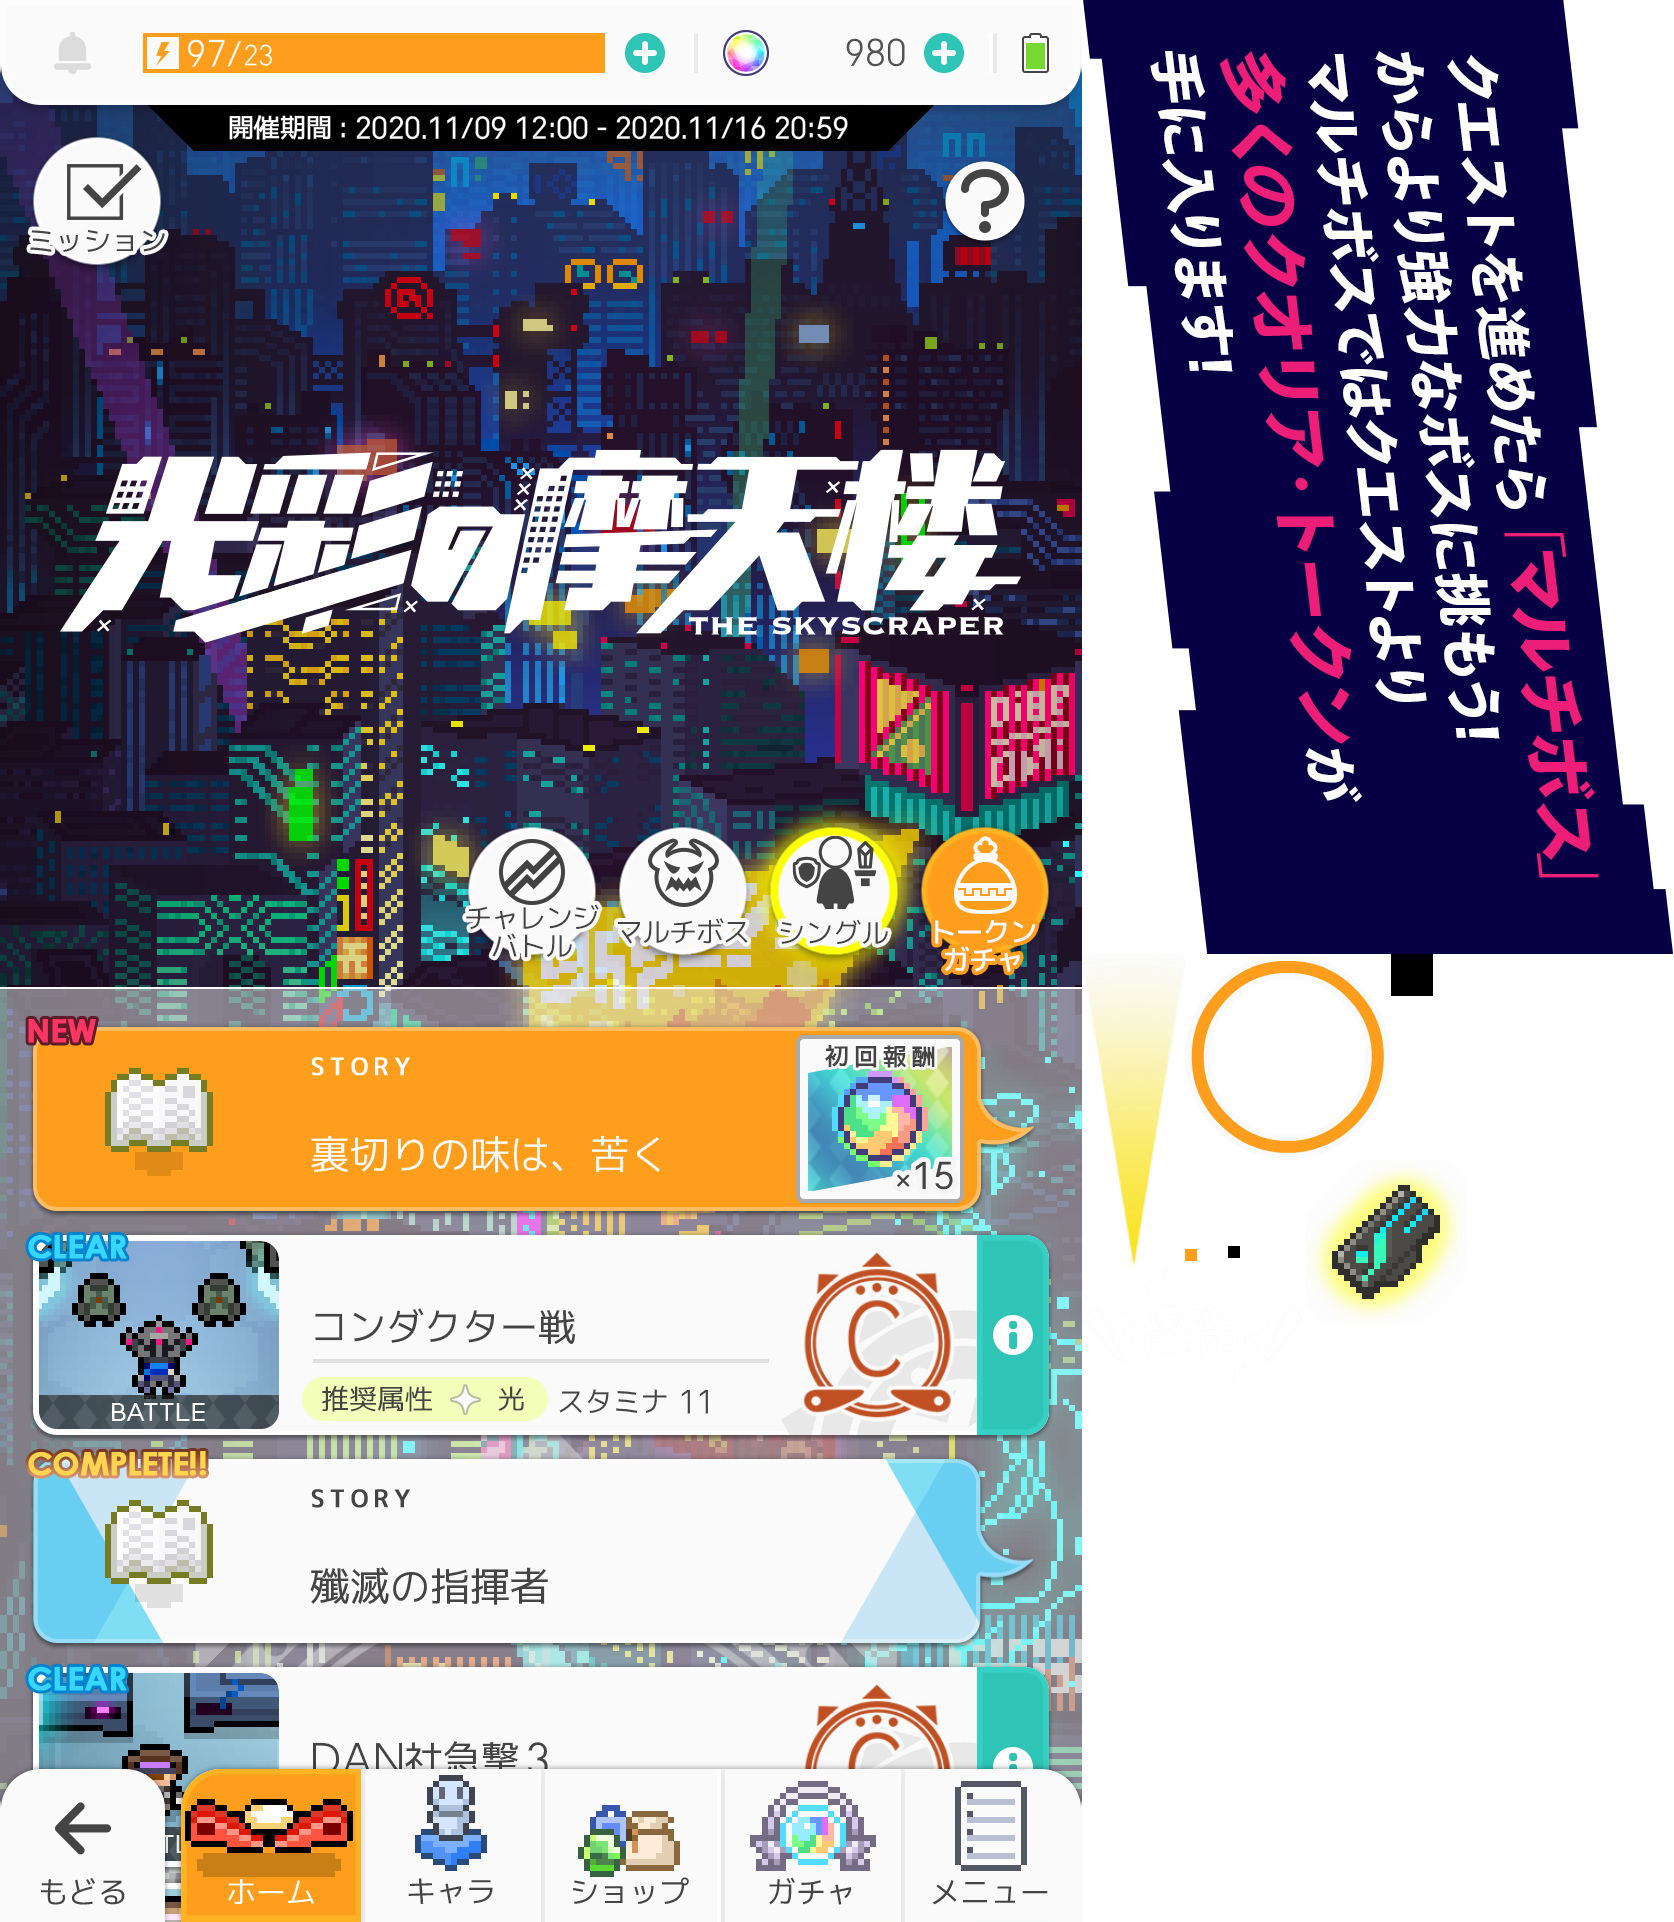 97/23
980
開催期間 : 2020.11/09 12:00 - 2020.11/16 20:59
ミッション
光彩の摩天楼
THE SKYSCRAPER
チャレンジ
バトル
マルチボス
シングル
トークン
ガチャ
NEW
STORY
裏切りの味は、苦く
初回報酬
×15
CLEAR
BATTLE
コンダクター戦
推奨属性 光 スタミナ 11
C
COMPLETE!!
STORY
殲滅の指揮者
CLEAR
DAN社急撃3
C
もどる
ホーム
キャラ
ショップ
ガチャ
メニュー
クエストを進めたら「マルチボス」
からより強力なボスに挑もう!
マルチボスではクエストより
多くのクオリア・トークンが
手に入ります!